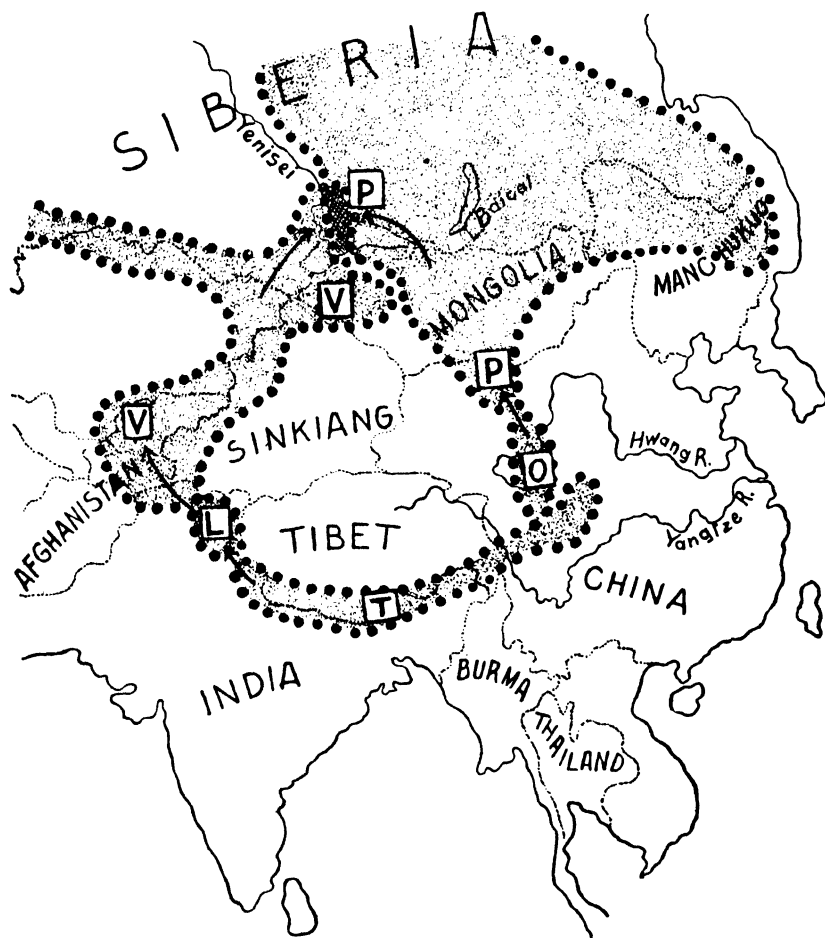 SIBERIA
Yenisei
P
Baical
MANCHUKUO
MONGOLIA
V
P
V
SINKIANG
Hwang R.
O
AFGHANISTAN
L
TIBET
Yangtze R.
T
CHINA
INDIA
BURMA
THAILAND